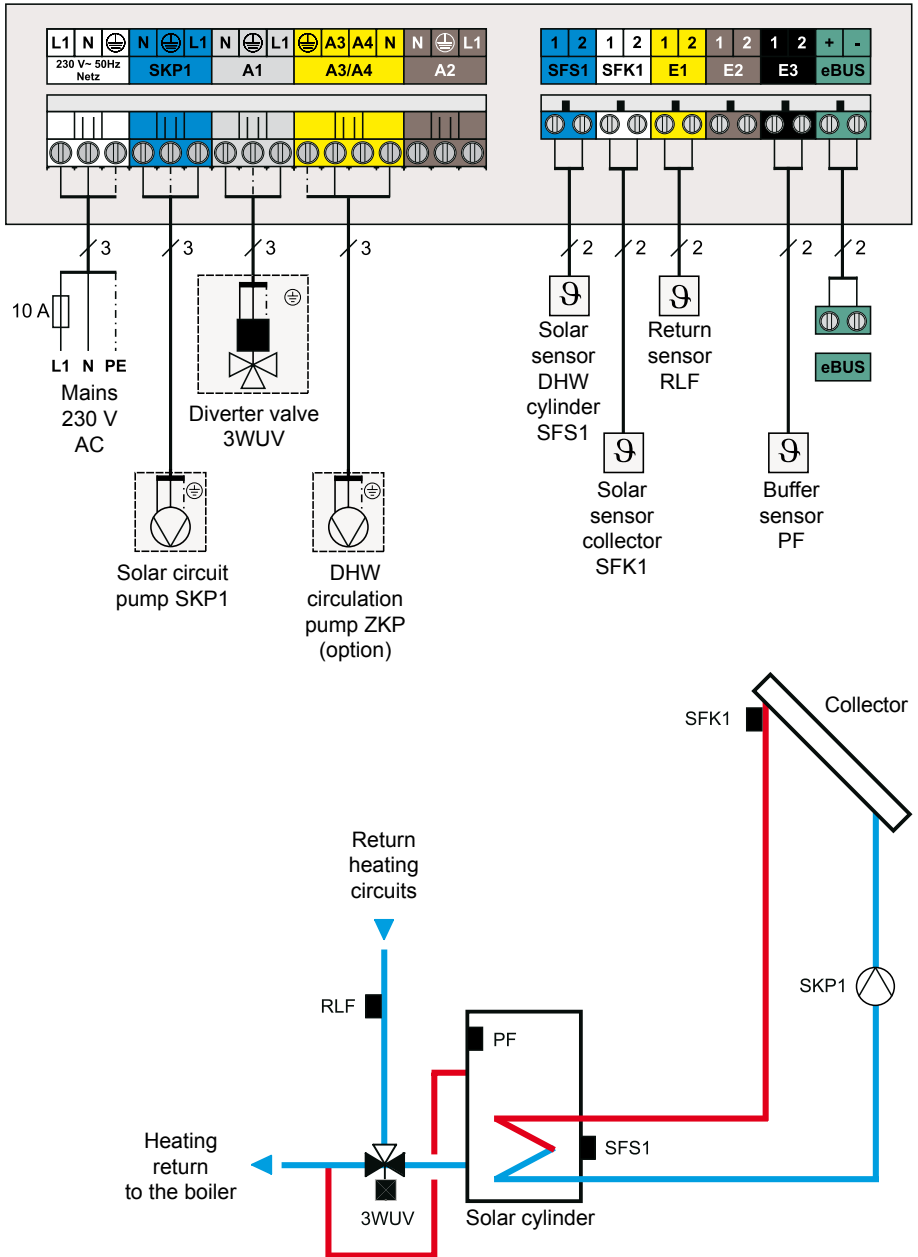 L1 N N L1 N L1 A3 A4 N N L1
230 V~ 50Hz
Netz
SKP1 A1 A3/A4 A2
1 2 1 2 1 2 1 2 1 2 + -
SFS1 SFK1 E1 E2 E3 eBUS
3 3 3 3 2 2 2 2 2
10 A
L1 N PE
Mains
230 V
AC
Diverter valve
3WUV
Solar circuit
pump SKP1
DHW
circulation
pump ZKP
(option)
ϑ
Solar
sensor
DHW
cylinder
SFS1
ϑ
Return
sensor
RLF
eBUS
ϑ
Solar
sensor
collector
SFK1
ϑ
Buffer
sensor
PF
SFK1
Collector
Return
heating
circuits
RLF
SKP1
PF
SFS1
Heating
return
to the boiler
3WUV
Solar cylinder